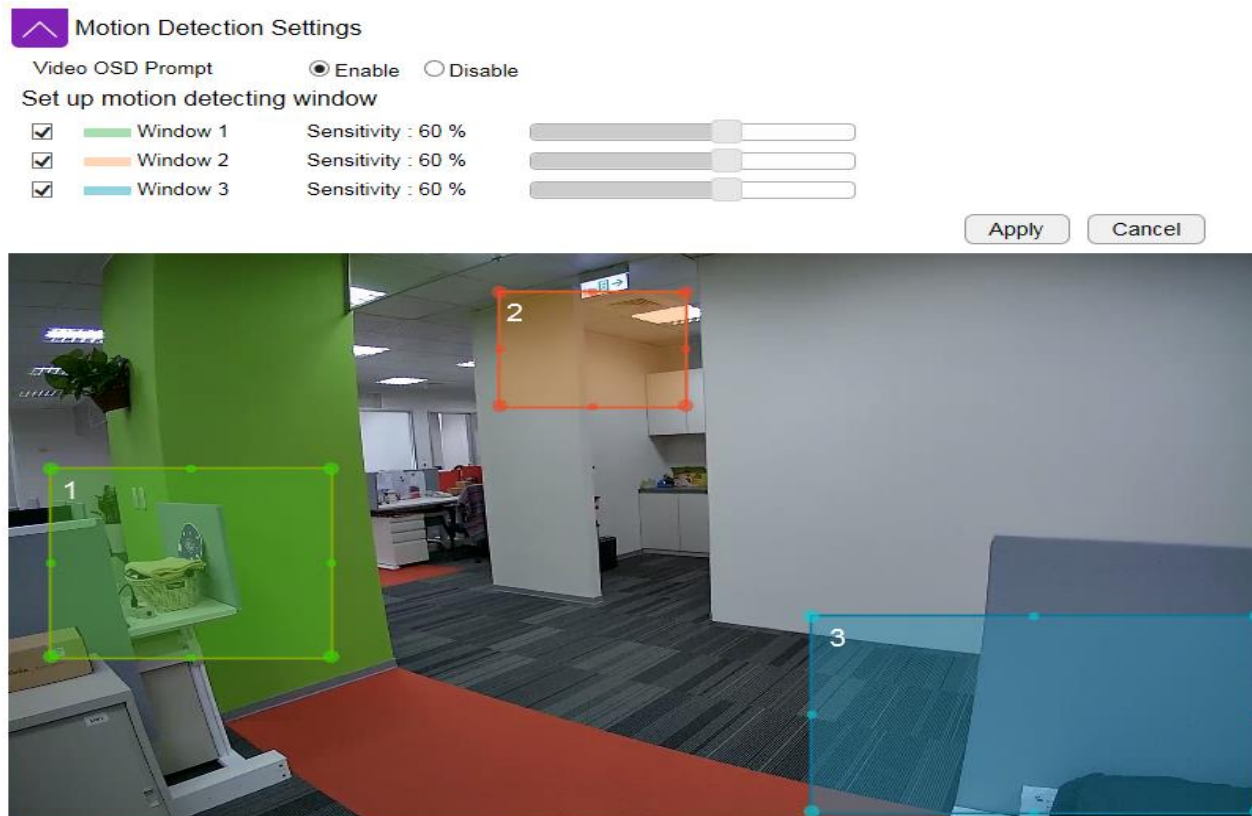 Motion Detection Settings
Video OSD Prompt Enable Disable
Set up motion detecting window
Window 1 Sensitivity : 60 %
Window 2 Sensitivity : 60 %
Window 3 Sensitivity : 60 %
Apply Cancel
2
1
3